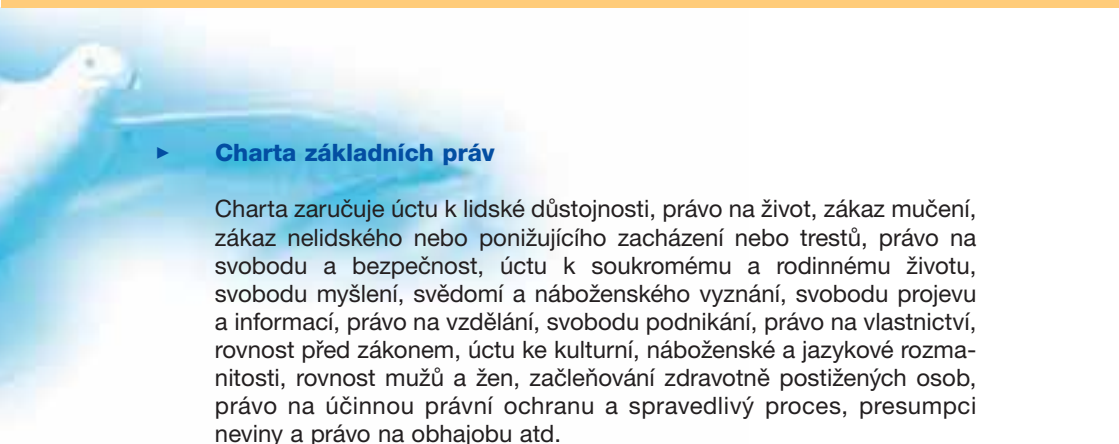 ► Charta základních práv
Charta zaručuje úctu k lidské důstojnosti, právo na život, zákaz mučení,
zákaz nelidského nebo ponižujícího zacházení nebo trestů, právo na
svobodu a bezpečnost, úctu k soukromému a rodinnému životu,
svobodu myšlení, svědomí a náboženského vyznání, svobodu projevu
a informací, právo na vzdělání, svobodu podnikání, právo na vlastnictví,
rovnost před zákonem, úctu ke kulturní, náboženské a jazykové rozma-
nitosti, rovnost mužů a žen, začleňování zdravotně postižených osob,
právo na účinnou právní ochranu a spravedlivý proces, presumpci
neviny a právo na obhajobu atd.